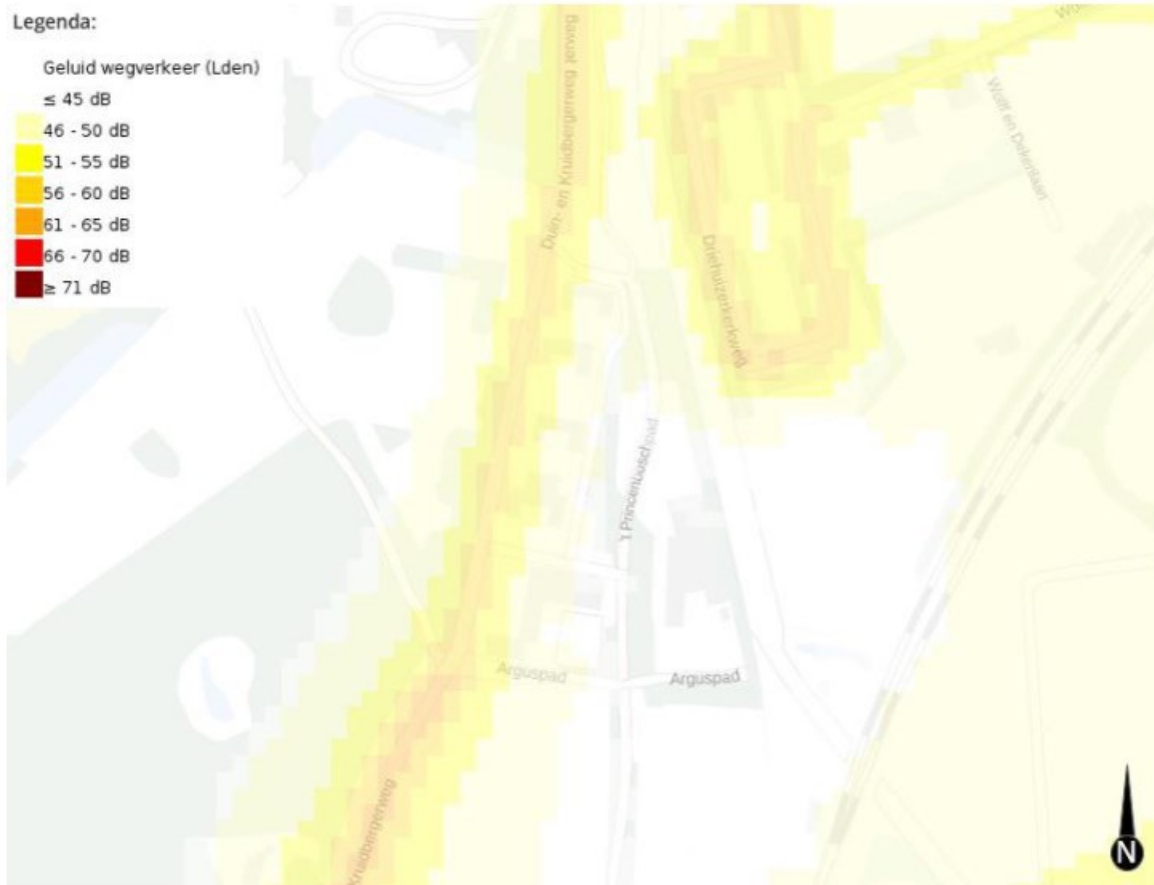 Legenda:
Geluid wegverkeer (Lden)
≤ 45 dB
46 - 50 dB
51 - 55 dB
56 - 60 dB
61 - 65 dB
66 - 70 dB
≥ 71 dB
Duin- en Kruidbergerweg
Driehuizerkerkweg
Wolff en Dekenlaan
't Princenboschpad
Arguspad
Arguspad
Kruidbergerweg
N